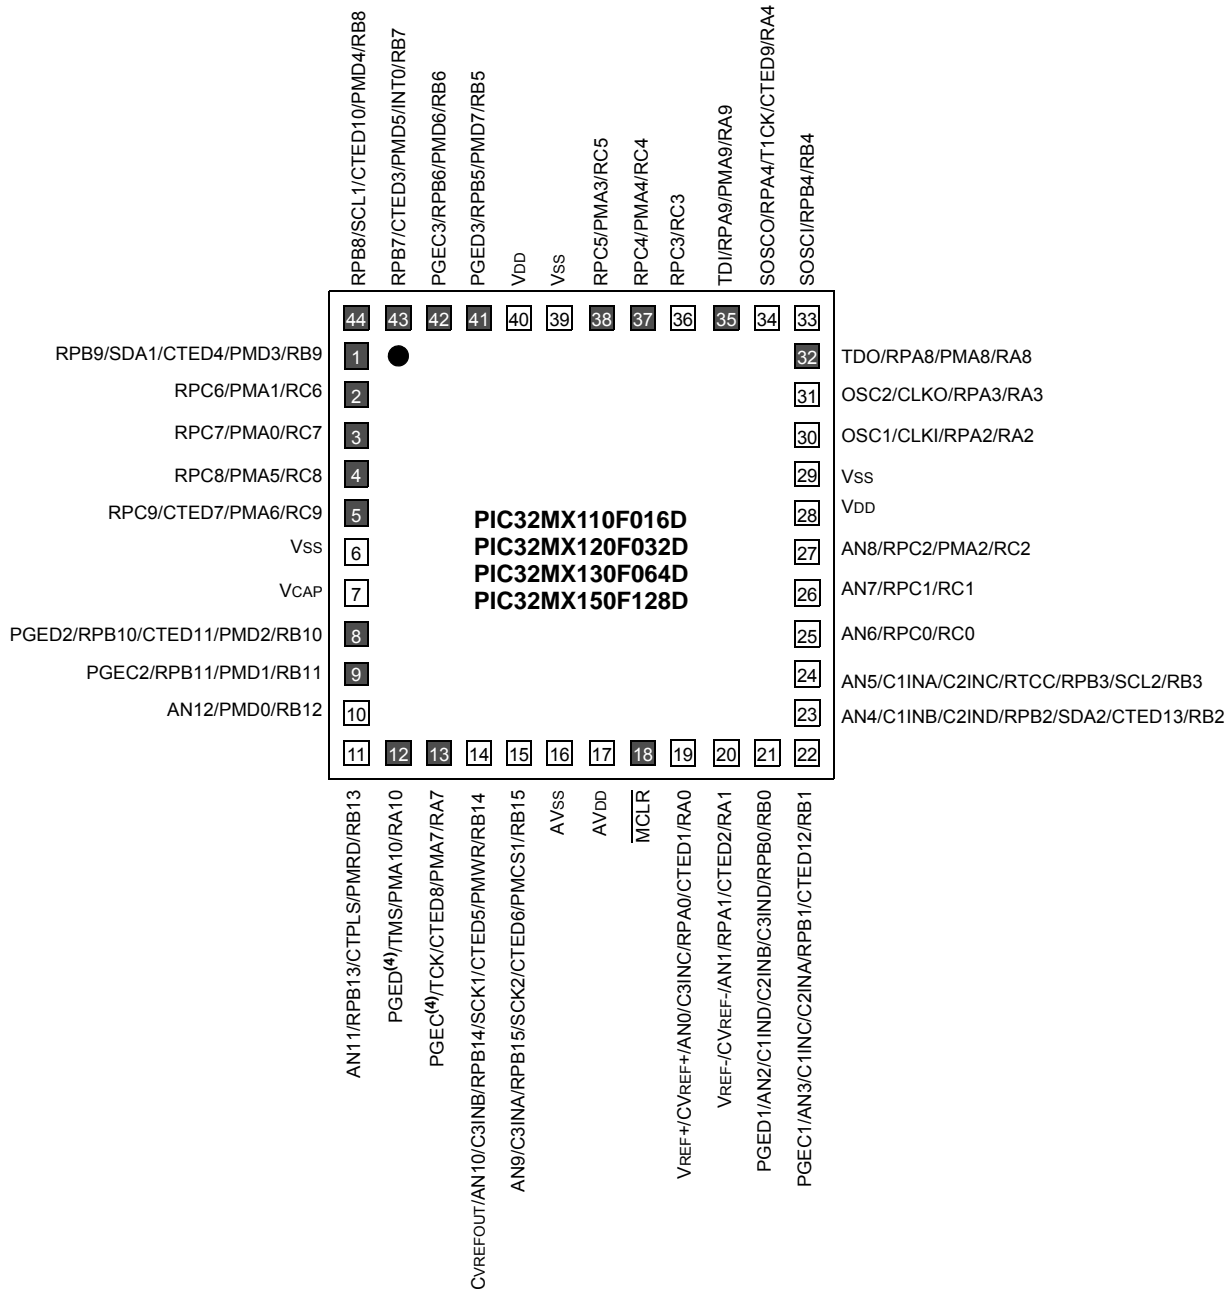 RPB8/SCL1/CTED10/PMD4/RB8
RPB7/CTED3/PMD5/INT0/RB7
PGEC3/RPB6/PMD6/RB6
PGED3/RPB5/PMD7/RB5
VDD
VSS
RPC5/PMA3/RC5
RPC4/PMA4/RC4
RPC3/RC3
TDI/RPA9/PMA9/RA9
SOSCO/RPA4/T1CK/CTED9/RA4
SOSCI/RPB4/RB4
44 43 42 41 40 39 38 37 36 35 34 33
RPB9/SDA1/CTED4/PMD3/RB9 1
RPC6/PMA1/RC6 2
RPC7/PMA0/RC7 3
RPC8/PMA5/RC8 4
RPC9/CTED7/PMA6/RC9 5
VSS 6
VCAP 7
PGED2/RPB10/CTED11/PMD2/RB10 8
PGEC2/RPB11/PMD1/RB11 9
AN12/PMD0/RB12 10
PIC32MX110F016D
PIC32MX120F032D
PIC32MX130F064D
PIC32MX150F128D
32 TDO/RPA8/PMA8/RA8
31 OSC2/CLKO/RPA3/RA3
30 OSC1/CLKI/RPA2/RA2
29 VSS
28 VDD
27 AN8/RPC2/PMA2/RC2
26 AN7/RPC1/RC1
25 AN6/RPC0/RC0
24 AN5/C1INA/C2INC/RTCC/RPB3/SCL2/RB3
23 AN4/C1INB/C2IND/RPB2/SDA2/CTED13/RB2
11 12 13 14 15 16 17 18 19 20 21 22
AN11/RPB13/CTPLS/PMRD/RB13
PGED(4)/TMS/PMA10/RA10
PGEC(4)/TCK/CTED8/PMA7/RA7
CVREFOUT/AN10/C3INB/RPB14/SCK1/CTED5/PMWR/RB14
AN9/C3INA/RPB15/SCK2/CTED6/PMCS1/RB15
AVSS
AVDD
MCLR
VREF+/CVREF+/AN0/C3INC/RPA0/CTED1/RA0
VREF-/CVREF-/AN1/RPA1/CTED2/RA1
PGED1/AN2/C1IND/C2INB/C3IND/RPB0/RB0
PGEC1/AN3/C1INC/C2INA/RPB1/CTED12/RB1